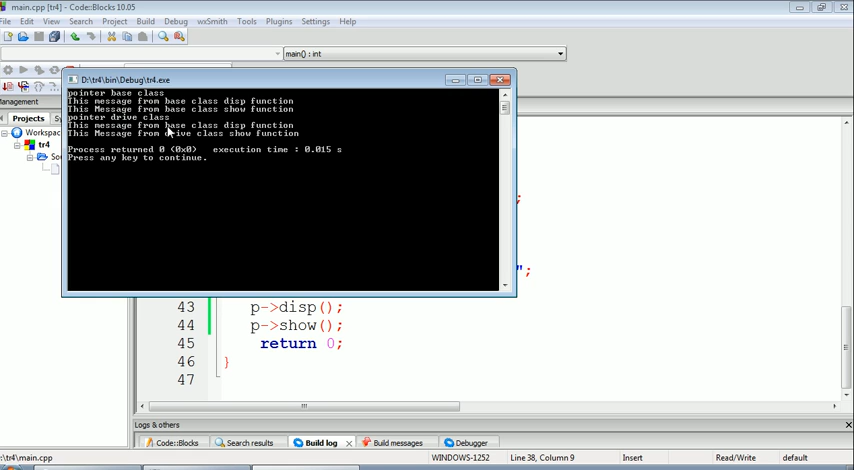 main.cpp [tr4] - Code::Blocks 10.05
File Edit View Search Project Build Debug wxSmith Tools Plugins Settings Help
main() : int
D:\tr4\bin\Debug\tr4.exe
pointer base class
This message from base class disp function
This Message from base class show function
pointer drive class
This message from base class disp function
This Message from drive class show function
Process returned 0 (0x0)   execution time : 0.015 s
Press any key to continue.
Management
Projects
Workspac
tr4
So
;
";
43 p->disp();
44 p->show();
45 return 0;
46 }
47
Logs & others
Code::Blocks Search results Build log Build messages Debugger
:\tr4\main.cpp WINDOWS-1252 Line 38, Column 9 Insert Read/Write default